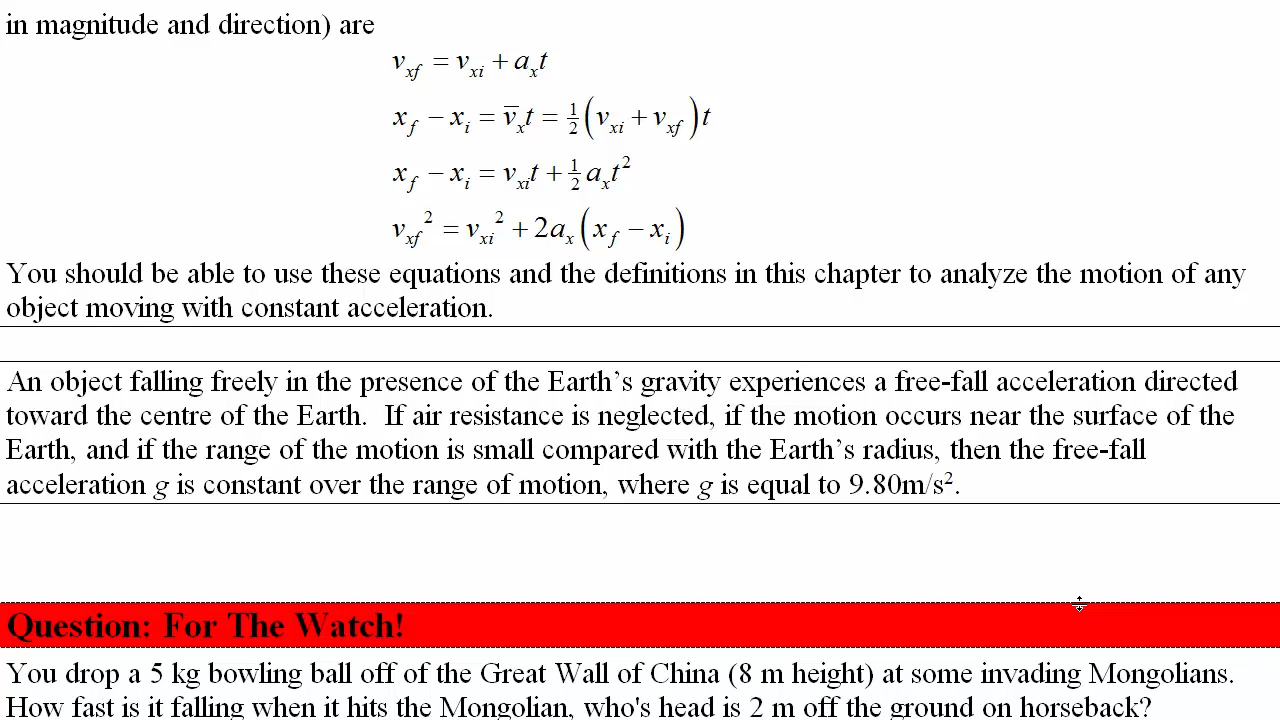 in magnitude and direction) are
v_xf = v_xi + a_x t
x_f − x_i = v̅_x t = ½(v_xi + v_xf)t
x_f − x_i = v_xi t + ½ a_x t²
v_xf² = v_xi² + 2a_x(x_f − x_i)
You should be able to use these equations and the definitions in this chapter to analyze the motion of any
object moving with constant acceleration.
An object falling freely in the presence of the Earth's gravity experiences a free-fall acceleration directed
toward the centre of the Earth.  If air resistance is neglected, if the motion occurs near the surface of the
Earth, and if the range of the motion is small compared with the Earth's radius, then the free-fall
acceleration g is constant over the range of motion, where g is equal to 9.80m/s².
Question: For The Watch!
You drop a 5 kg bowling ball off of the Great Wall of China (8 m height) at some invading Mongolians.
How fast is it falling when it hits the Mongolian, who's head is 2 m off the ground on horseback?